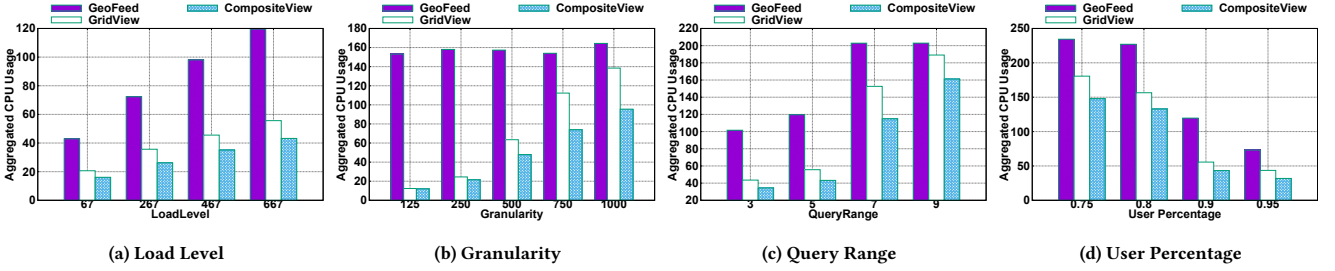 GeoFeed CompositeView
GridView
Aggregated CPU Usage
120
100
80
60
40
20
0
67 267 467 667
LoadLevel
(a) Load Level
GeoFeed CompositeView
GridView
Aggregated CPU Usage
180
160
140
120
100
80
60
40
20
0
125 250 500 750 1000
Granularity
(b) Granularity
GeoFeed CompositeView
GridView
Aggregated CPU Usage
220
200
180
160
140
120
100
80
60
40
20
3 5 7 9
QueryRange
(c) Query Range
GeoFeed CompositeView
GridView
Aggregated CPU Usage
250
200
150
100
50
0
0.75 0.8 0.9 0.95
User Percentage
(d) User Percentage